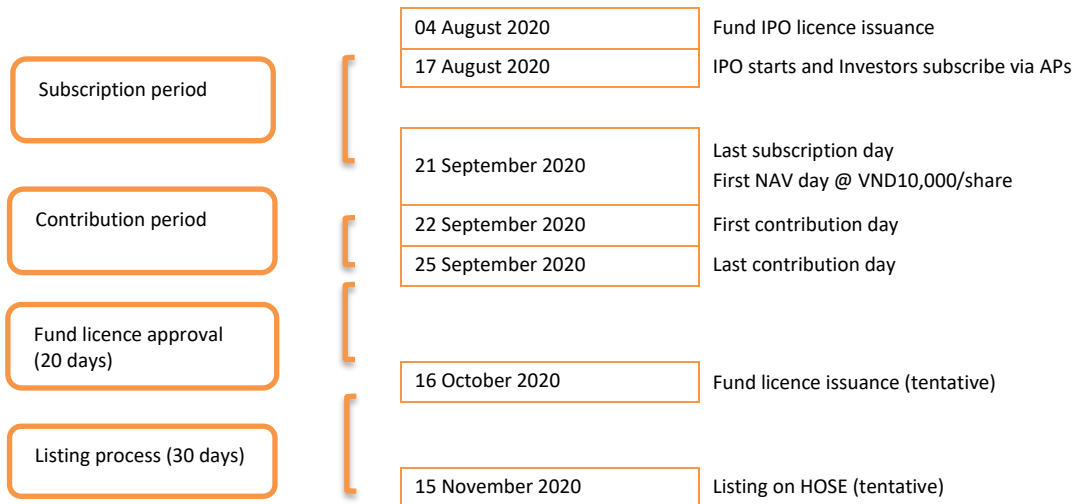 04 August 2020 Fund IPO licence issuance
17 August 2020 IPO starts and Investors subscribe via APs
Subscription period
21 September 2020 Last subscription day
First NAV day @ VND10,000/share
Contribution period
22 September 2020 First contribution day
25 September 2020 Last contribution day
Fund licence approval
(20 days)
16 October 2020 Fund licence issuance (tentative)
Listing process (30 days)
15 November 2020 Listing on HOSE (tentative)